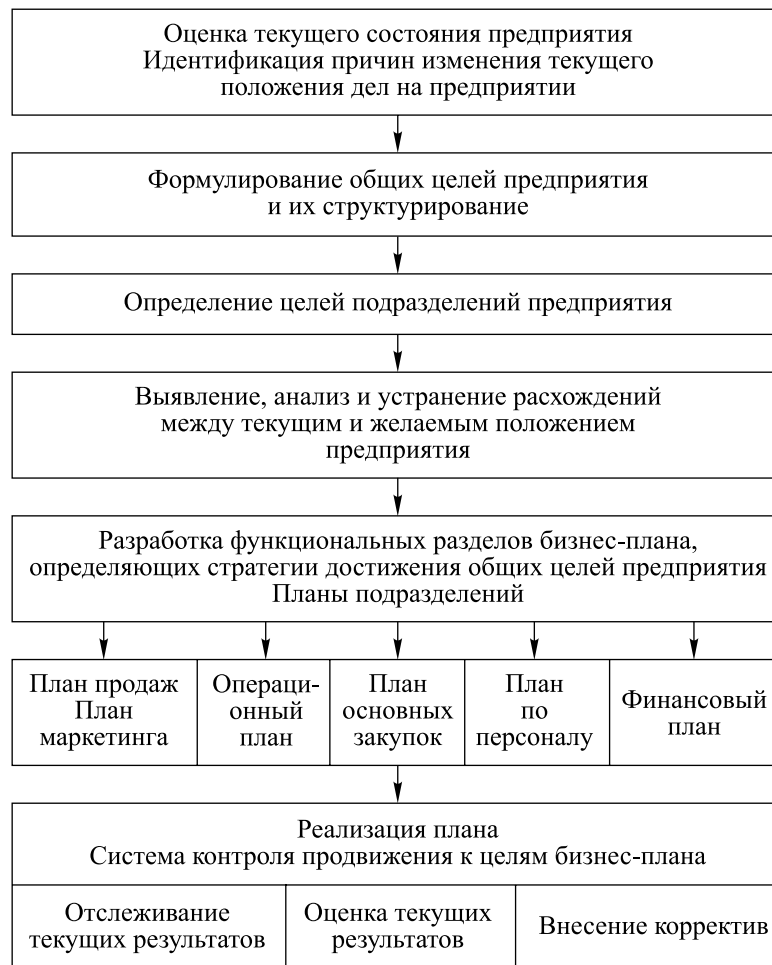 Оценка текущего состояния предприятия
Идентификация причин изменения текущего
положения дел на предприятии
Формулирование общих целей предприятия
и их структурирование
Определение целей подразделений предприятия
Выявление, анализ и устранение расхождений
между текущим и желаемым положением
предприятия
Разработка функциональных разделов бизнес-плана,
определяющих стратегии достижения общих целей предприятия
Планы подразделений
План продаж
План
маркетинга
Операци-
онный
план
План
основных
закупок
План
по
персоналу
Финансовый
план
Реализация плана
Система контроля продвижения к целям бизнес-плана
Отслеживание
текущих результатов
Оценка текущих
результатов
Внесение корректив